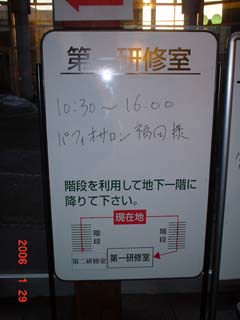 第一研修室
10:30～16:00
パフィオサロン 福田様
階段を利用して地下一階に
降りて下さい。
現在地
階段
階段
第二研修室
第一研修室
2006 1 29